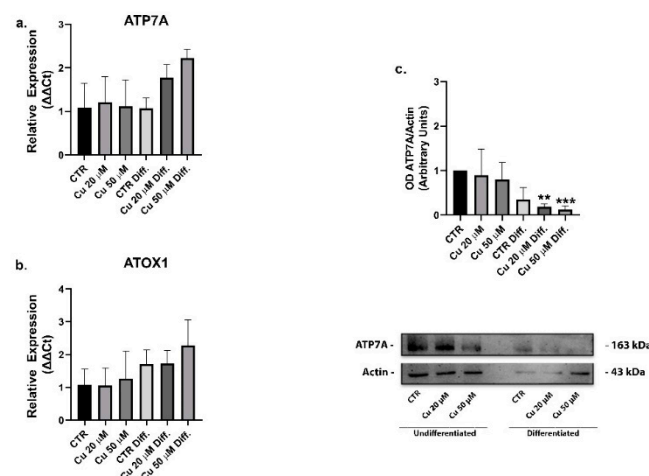 a.
ATP7A
Relative Expression
(ΔΔCt)
3
2
1
0
CTR
Cu 20 µM
Cu 50 µM
CTR Diff.
Cu 20 µM Diff.
Cu 50 µM Diff.
b.
ATOX1
Relative Expression
(ΔΔCt)
4
3
2
1
0
CTR
Cu 20 µM
Cu 50 µM
CTR Diff.
Cu 20 µM Diff.
Cu 50 µM Diff.
c.
OD ATP7A/Actin
(Arbitrary Units)
3
2
1
0
**
***
CTR
Cu 20 µM
Cu 50 µM
CTR Diff.
Cu 20 µM Diff.
Cu 50 µM Diff.
ATP7A -
- 163 kDa
Actin -
- 43 kDa
CTR
Cu 20 µM
Cu 50 µM
CTR
Cu 20 µM
Cu 50 µM
Undifferentiated
Differentiated